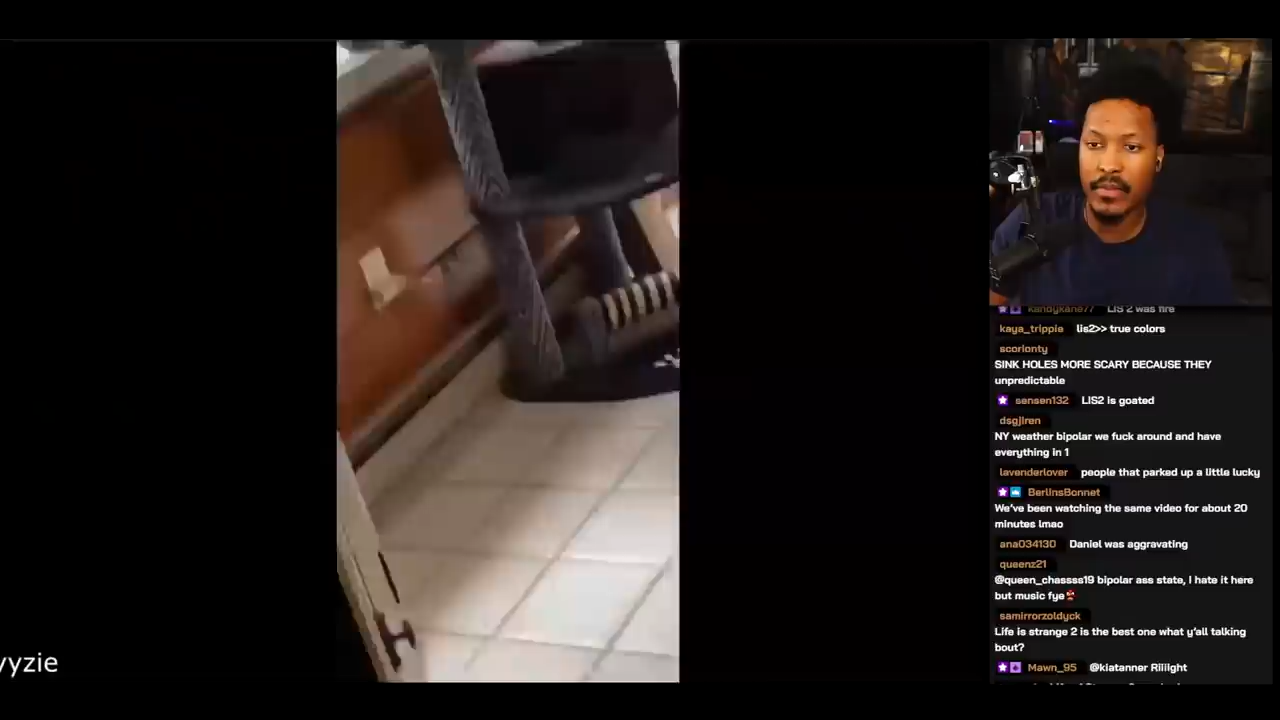 kandykane77 LIS 2 was fire
kaya_trippie lis2>> true colors
scorionty
SINK HOLES MORE SCARY BECAUSE THEY
unpredictable
sensen132 LIS2 is goated
dsgjiren
NY weather bipolar we fuck around and have
everything in 1
lavenderlover people that parked up a little lucky
BerlinsBonnet
We've been watching the same video for about 20
minutes lmao
ana034130 Daniel was aggravating
queenz21
@queen_chassss19 bipolar ass state, i hate it here
but music fye
samirrorzoldyck
Life is strange 2 is the best one what y'all talking
bout?
yyzie
Mawn_95 @kiatanner Riiiight